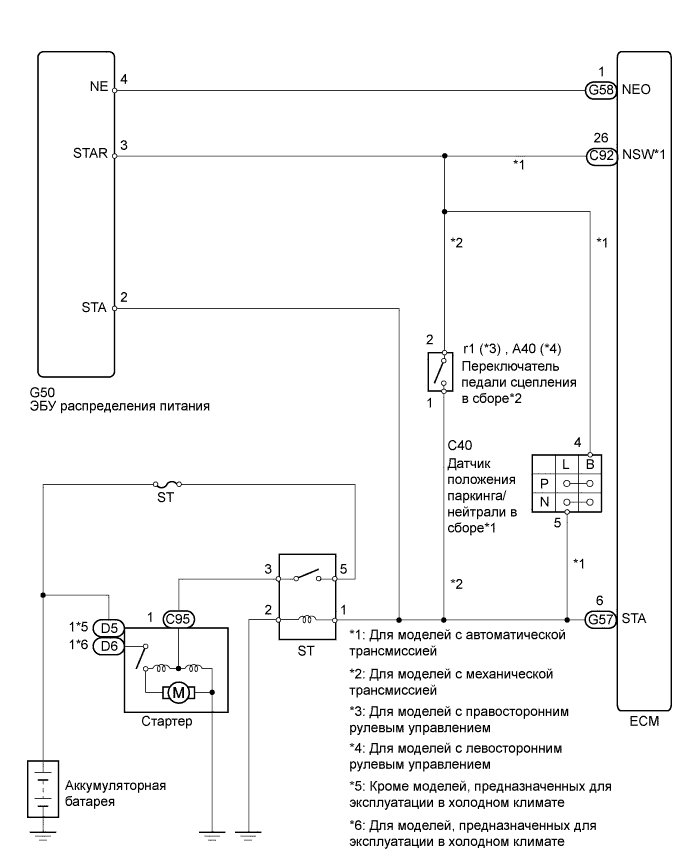 1
4
NE
G58 NEO
26
3
STAR
C92 NSW*1
*1
*2
*1
2
STA
2
r1 (*3) , A40 (*4)
Переключатель
педали сцепления
в сборе*2
1
G50
ЭБУ распределения питания
4
C40
Датчик
положения
паркинга/
нейтрали в
сборе*1
L B
P
N
5
ST
*1
3
5
*2
6
1
C95
2
1
G57 STA
1*5 D5
1*6 D6
ST
M
Стартер
ECM
*1: Для моделей с автоматической
трансмиссией
*2: Для моделей с механической
трансмиссией
*3: Для моделей с правосторонним
рулевым управлением
*4: Для моделей с левосторонним
рулевым управлением
*5: Кроме моделей, предназначенных для
эксплуатации в холодном климате
*6: Для моделей, предназначенных для
эксплуатации в холодном климате
Аккумуляторная
батарея